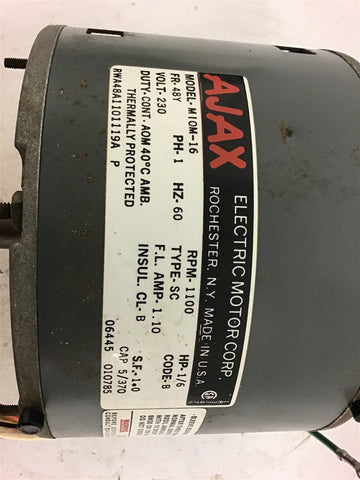 AJAX ELECTRIC MOTOR CORP.
ROCHESTER, N.Y. MADE IN U.S.A
MODEL- MIOM-16 RPM- 1100 HP-1/6
FR- 48Y PH- 1 TYPE- SC CODE- B
VOLT- 230 HZ- 60 F.L. AMP- 1.10 S.F.- 1.0
DUTY-CONT. AOM 40°C AMB. INSUL. CL- B CAP. 5/370
THERMALLY PROTECTED 06445 010785
RWA48A1101119A P